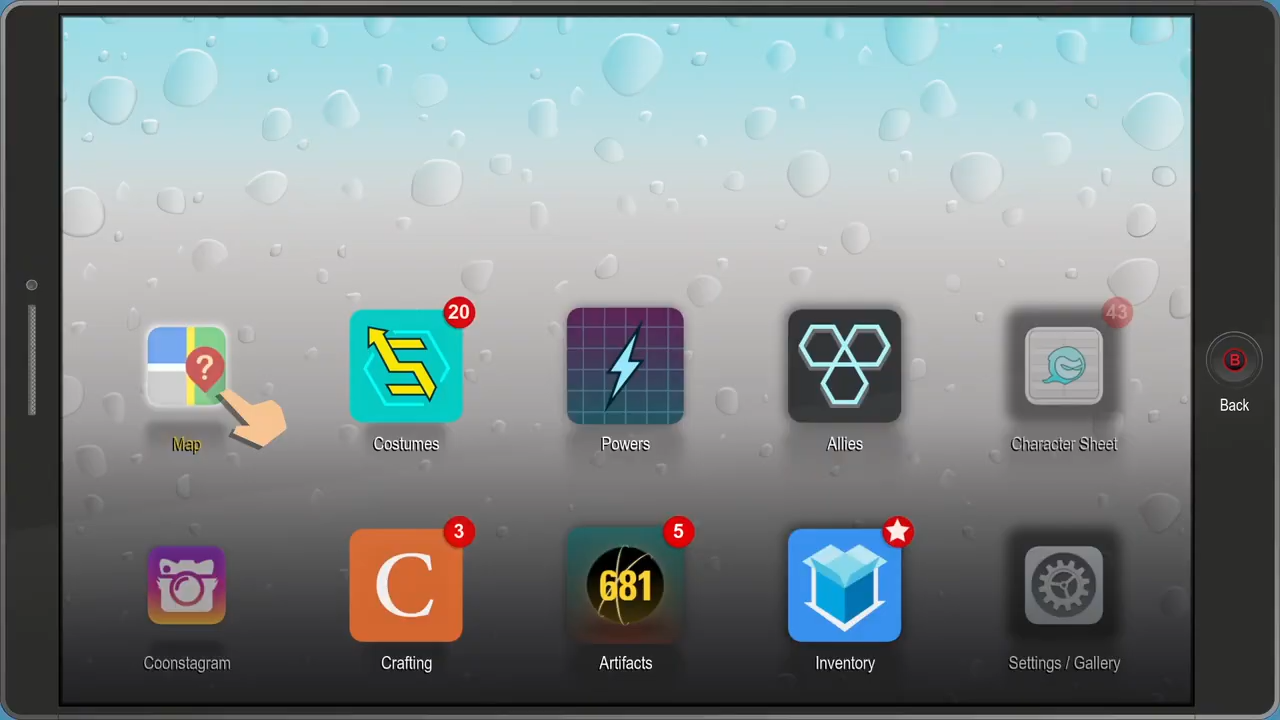 20
43
?
Map
Costumes
Powers
Allies
Character Sheet
B
Back
3
5
C
681
Coonstagram
Crafting
Artifacts
Inventory
Settings / Gallery